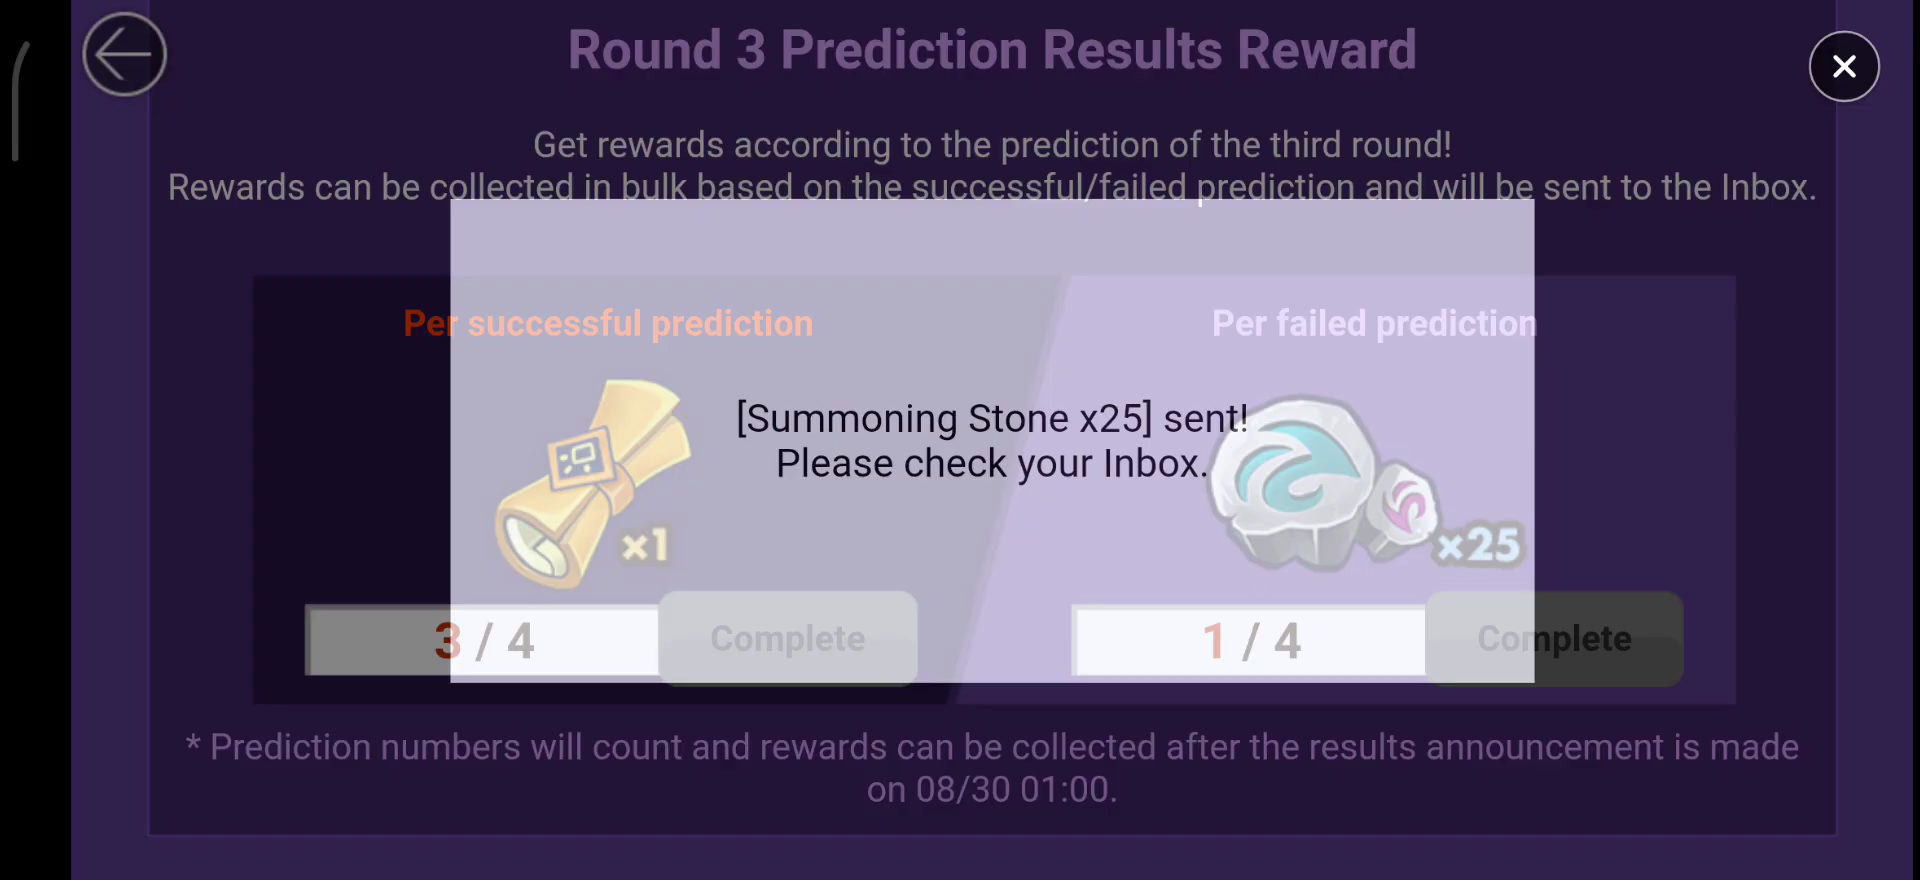 Round 3 Prediction Results Reward
Get rewards according to the prediction of the third round!
Rewards can be collected in bulk based on the successful/failed prediction and will be sent to the Inbox.
Per successful prediction
Per failed prediction
[Summoning Stone x25] sent!
Please check your Inbox.
×1
×25
3 / 4
Complete
1 / 4
Complete
* Prediction numbers will count and rewards can be collected after the results announcement is made
on 08/30 01:00.